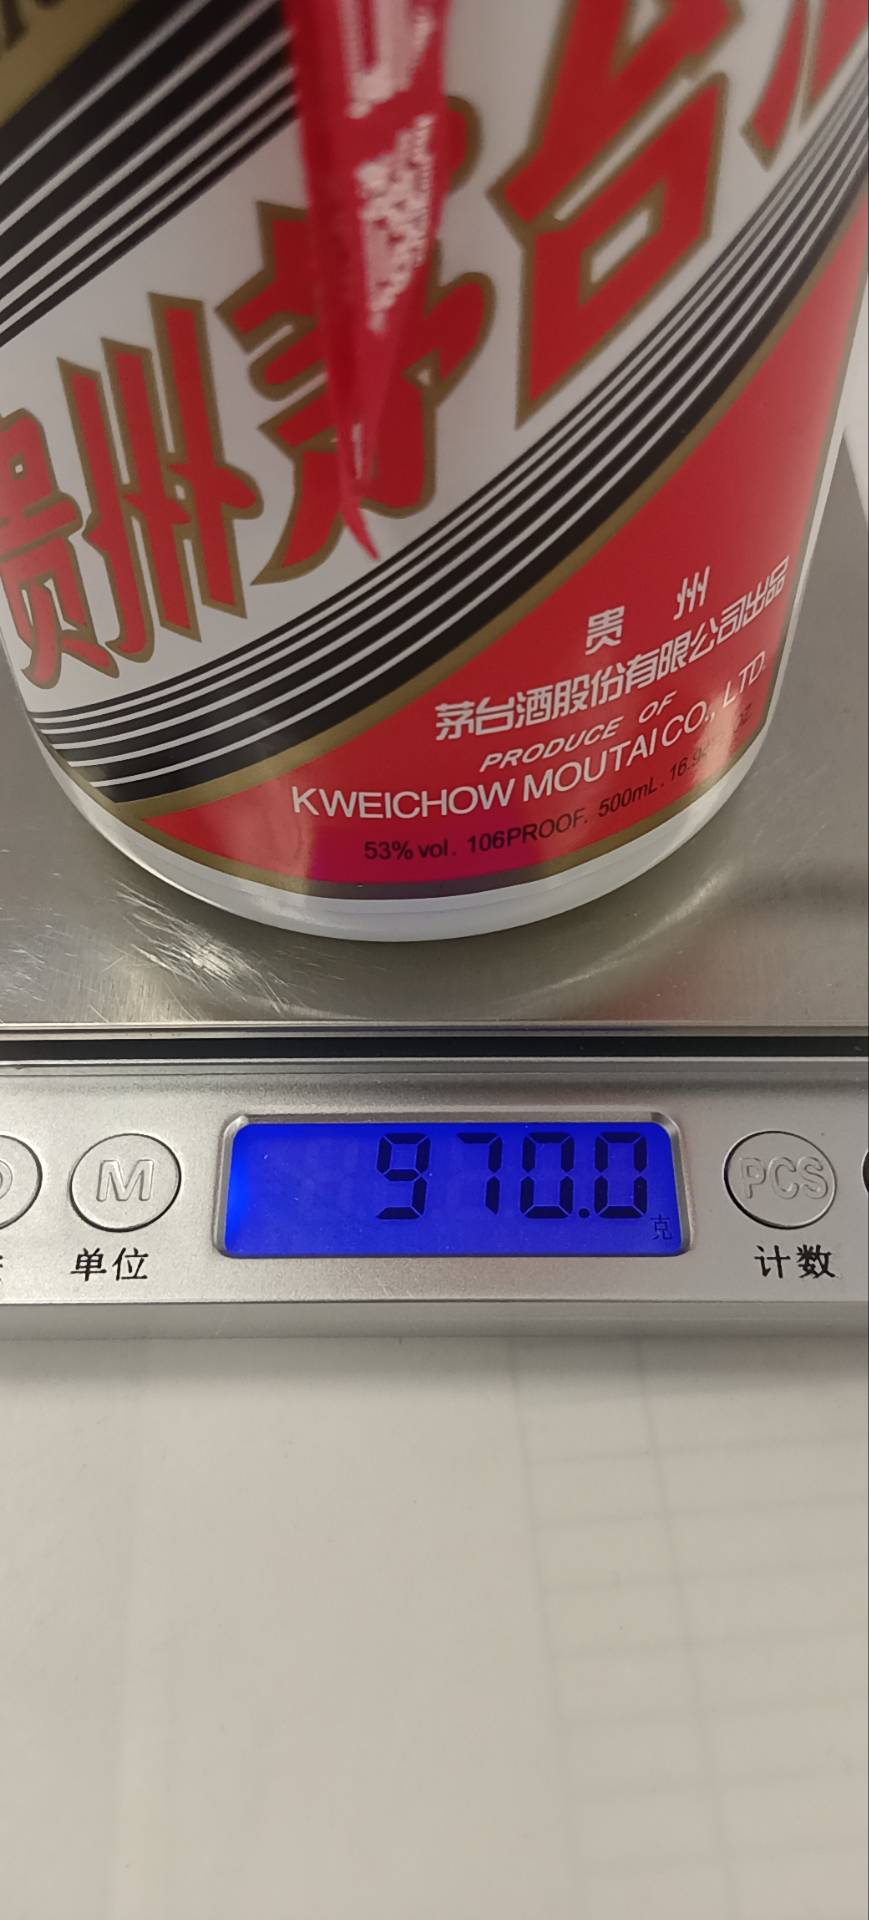 贵州茅台
贵州
茅台酒股份有限公司出品
PRODUCE OF
KWEICHOW MOUTAI CO., LTD.
53% vol. 106PROOF. 500mL.
970.0
克
M
PCS
单位
计数